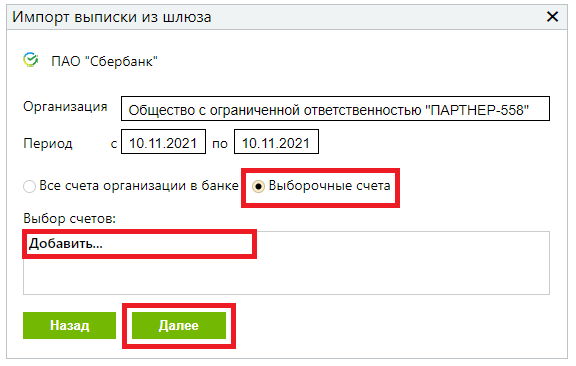 Импорт выписки из шлюза
ПАО "Сбербанк"
Организация Общество с ограниченной ответственностью "ПАРТНЕР-558"
Период с 10.11.2021 по 10.11.2021
Все счета организации в банке Выборочные счета
Выбор счетов:
Добавить...
Назад Далее